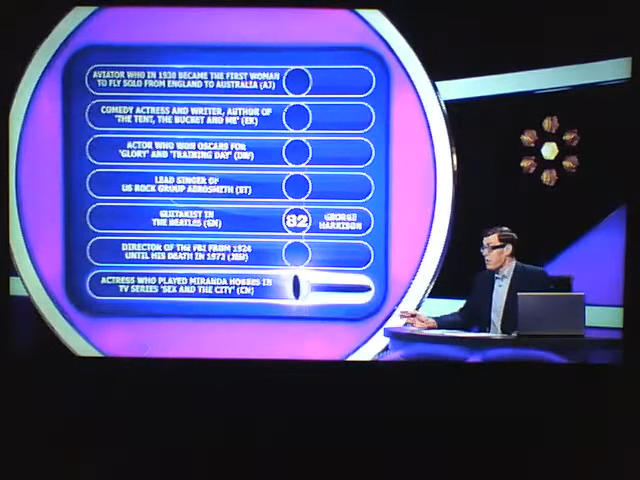 AVIATOR WHO IN 1930 BECAME THE FIRST WOMAN
TO FLY SOLO FROM ENGLAND TO AUSTRALIA (AJ)
COMEDY ACTRESS AND WRITER, AUTHOR OF
'THE TENT, THE BUCKET AND ME' (EK)
ACTOR WHO WON OSCARS FOR
'GLORY' AND 'TRAINING DAY' (DW)
LEAD SINGER OF
US ROCK GROUP AEROSMITH (ST)
GUITARIST IN
THE BEATLES (GH)
82
GEORGE
HARRISON
DIRECTOR OF THE FBI FROM 1924
UNTIL HIS DEATH IN 1972 (JEH)
ACTRESS WHO PLAYED MIRANDA HOBBES IN
TV SERIES 'SEX AND THE CITY' (CN)